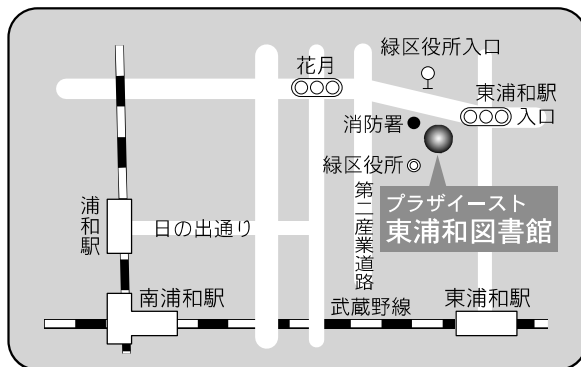 緑区役所入口
花月
東浦和駅
入口
消防署
緑区役所
プラザイースト
東浦和図書館
第二産業道路
浦和駅
日の出通り
南浦和駅
武蔵野線
東浦和駅